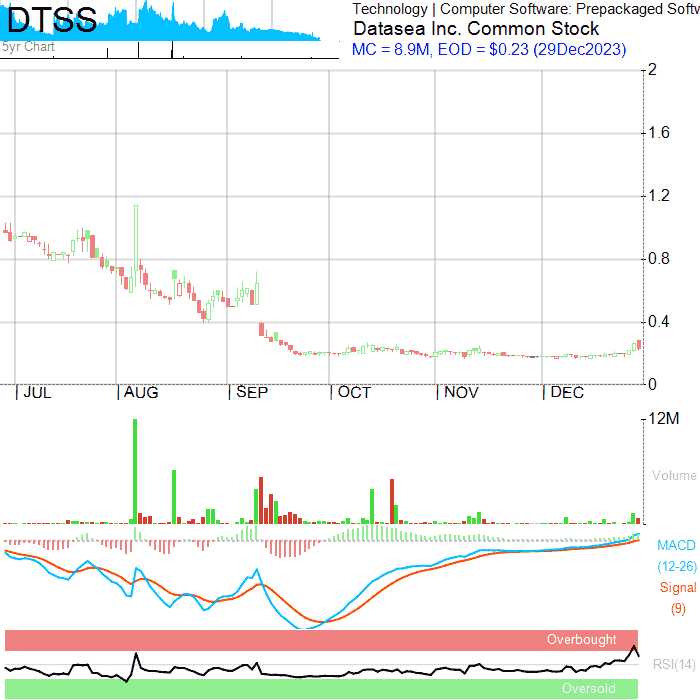 DTSS
5yr Chart
Technology | Computer Software: Prepackaged Softw
Datasea Inc. Common Stock
MC = 8.9M, EOD = $0.23 (29Dec2023)
2
1.6
1.2
0.8
0.4
0
JUL AUG SEP OCT NOV DEC
12M
Volume
MACD
(12-26)
Signal
(9)
Overbought
RSI(14)
Oversold